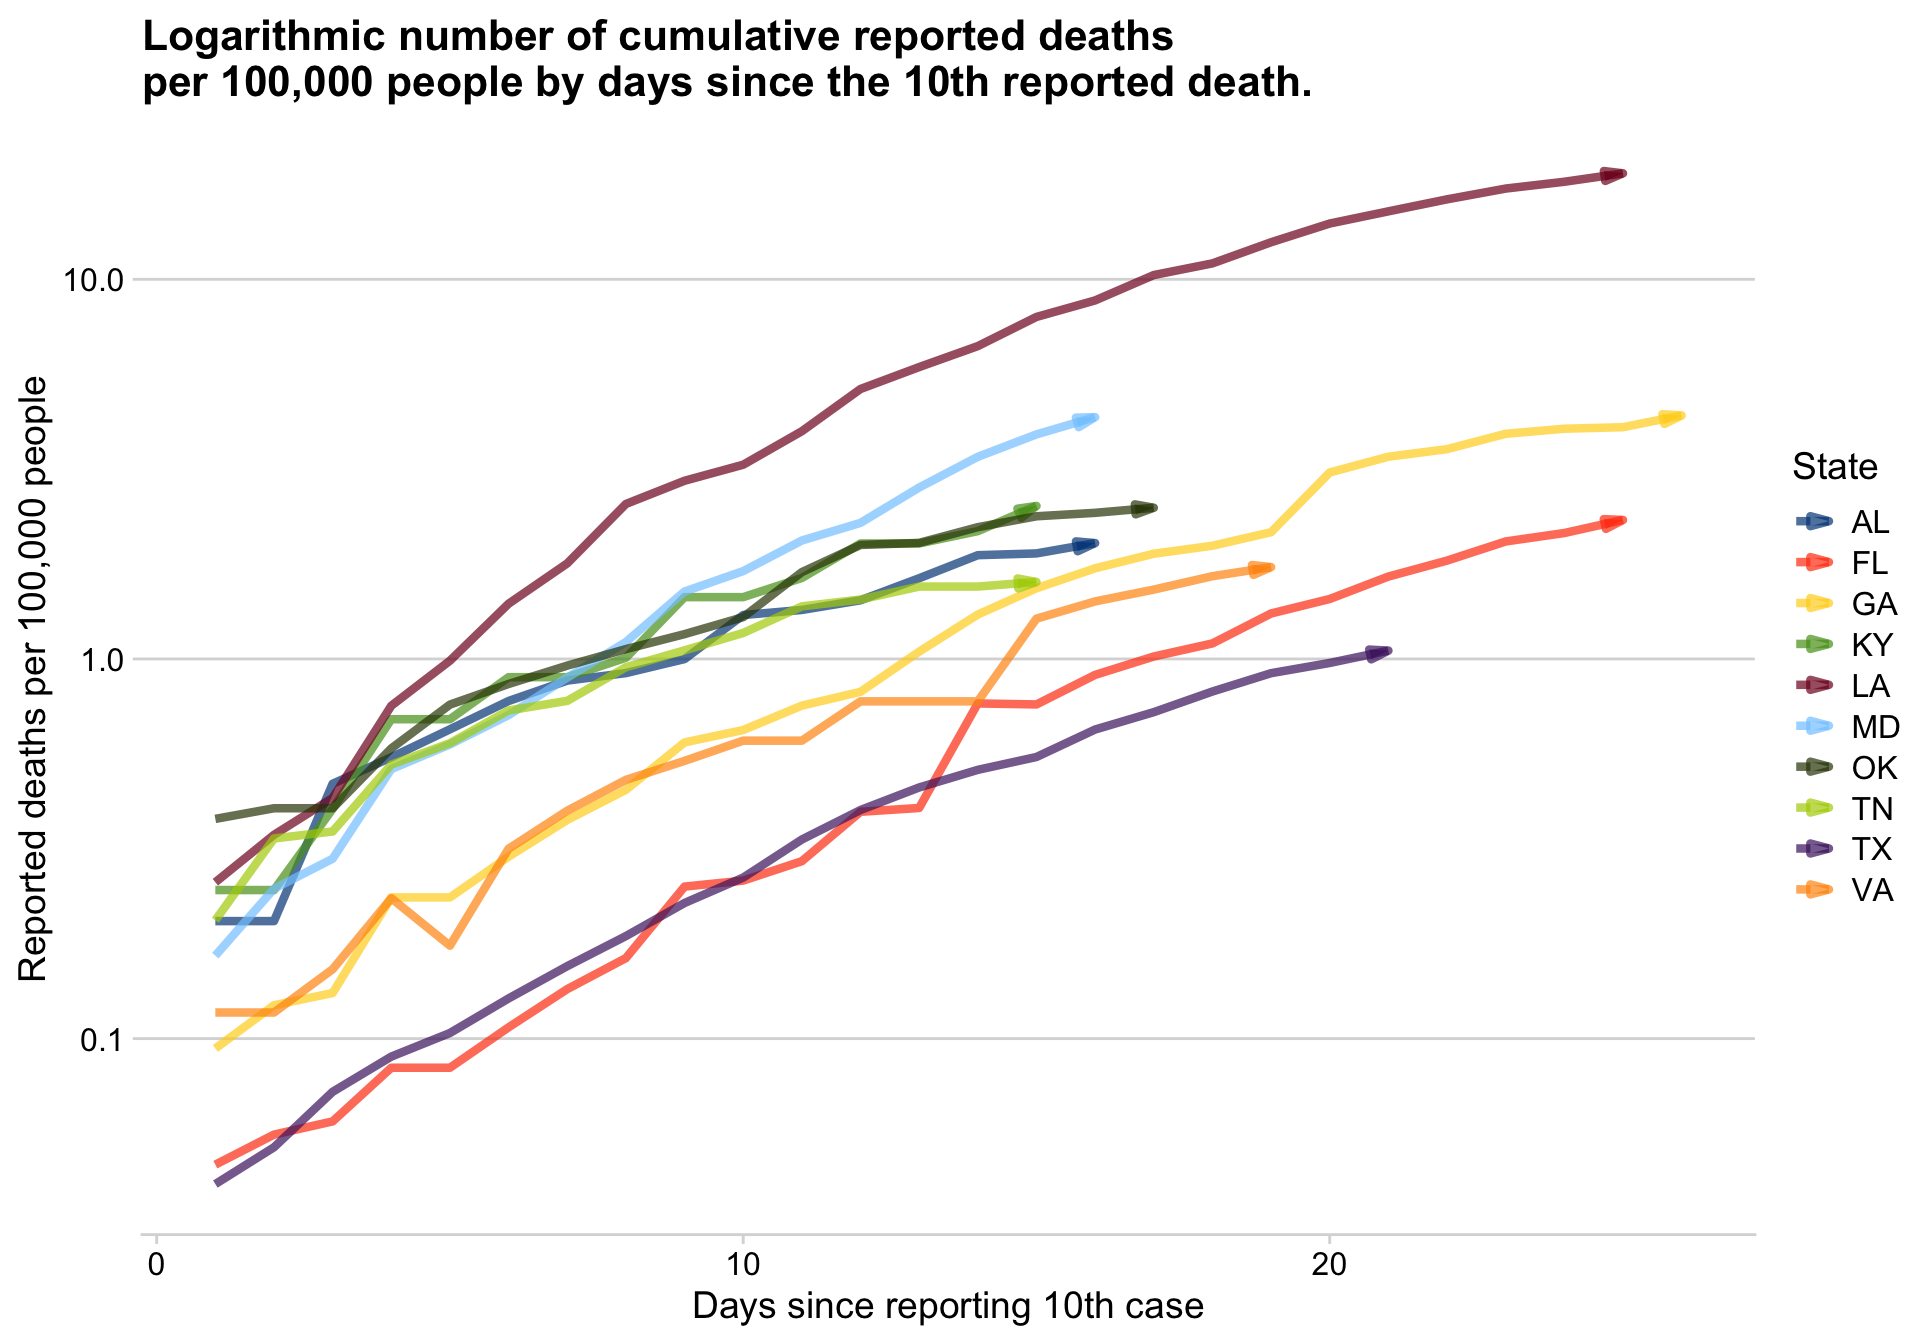 Logarithmic number of cumulative reported deaths
per 100,000 people by days since the 10th reported death.
Reported deaths per 100,000 people
10.0
1.0
0.1
0
10
20
Days since reporting 10th case
State
AL
FL
GA
KY
LA
MD
OK
TN
TX
VA